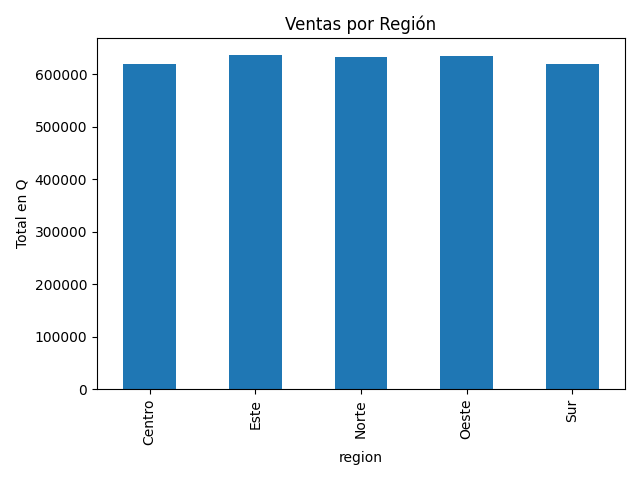 Ventas por Región
Total en Q
600000
500000
400000
300000
200000
100000
0
Centro
Este
Norte
Oeste
Sur
region